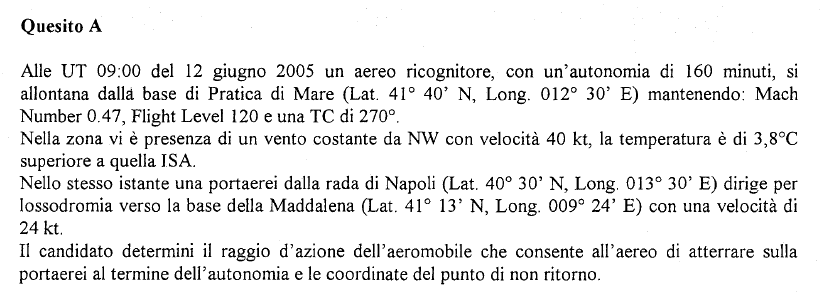 Quesito A
Alle UT 09:00 del 12 giugno 2005 un aereo ricognitore, con un'autonomia di 160 minuti, si
allontana dalla base di Pratica di Mare (Lat. 41° 40' N, Long. 012° 30' E) mantenendo: Mach
Number 0.47, Flight Level 120 e una TC di 270°.
Nella zona vi è presenza di un vento costante da NW con velocità 40 kt, la temperatura è di 3,8°C
superiore a quella ISA.
Nello stesso istante una portaerei dalla rada di Napoli (Lat. 40° 30' N, Long. 013° 30' E) dirige per
lossodromia verso la base della Maddalena (Lat. 41° 13' N, Long. 009° 24' E) con una velocità di
24 kt.
Il candidato determini il raggio d'azione dell'aeromobile che consente all'aereo di atterrare sulla
portaerei al termine dell'autonomia e le coordinate del punto di non ritorno.